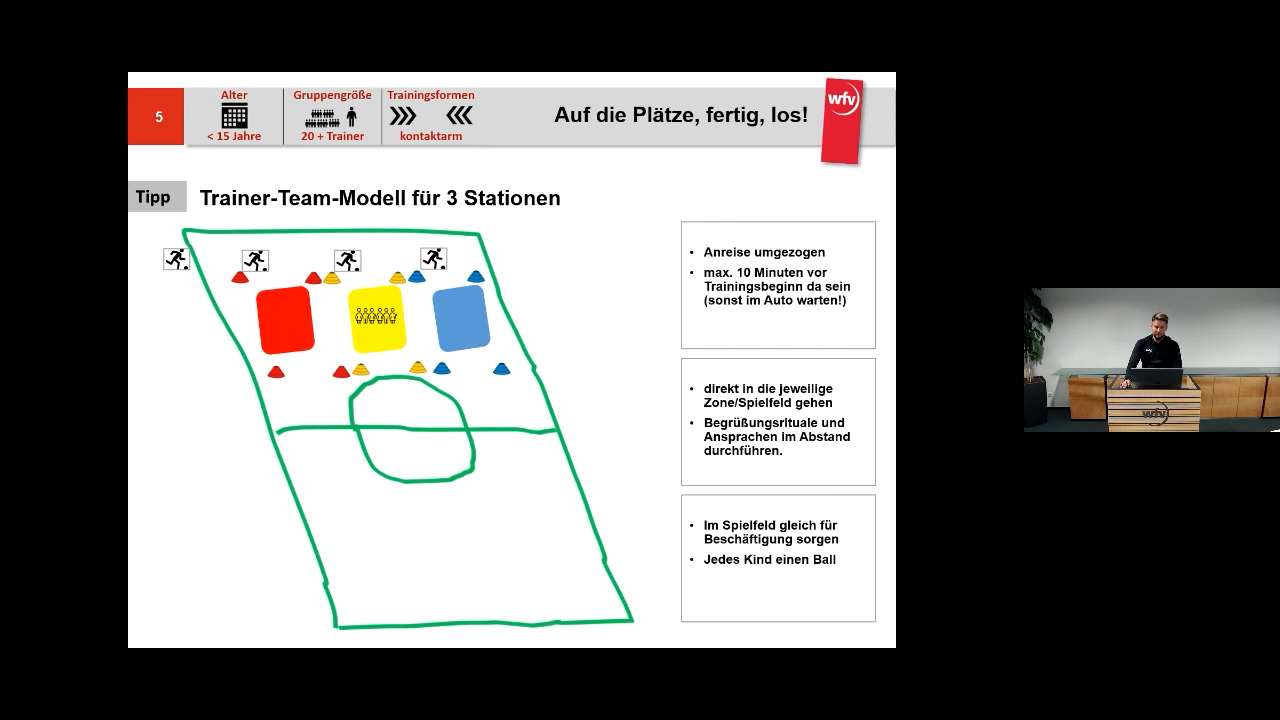 5
Alter
< 15 Jahre
Gruppengröße
20 + Trainer
Trainingsformen
kontaktarm
Auf die Plätze, fertig, los!
wfv
Tipp
Trainer-Team-Modell für 3 Stationen
• Anreise umgezogen
• max. 10 Minuten vor
Trainingsbeginn da sein
(sonst im Auto warten!)
• direkt in die jeweilige
Zone/Spielfeld gehen
• Begrüßungsrituale und
Ansprachen im Abstand
durchführen.
• Im Spielfeld gleich für
Beschäftigung sorgen
• Jedes Kind einen Ball
wfv